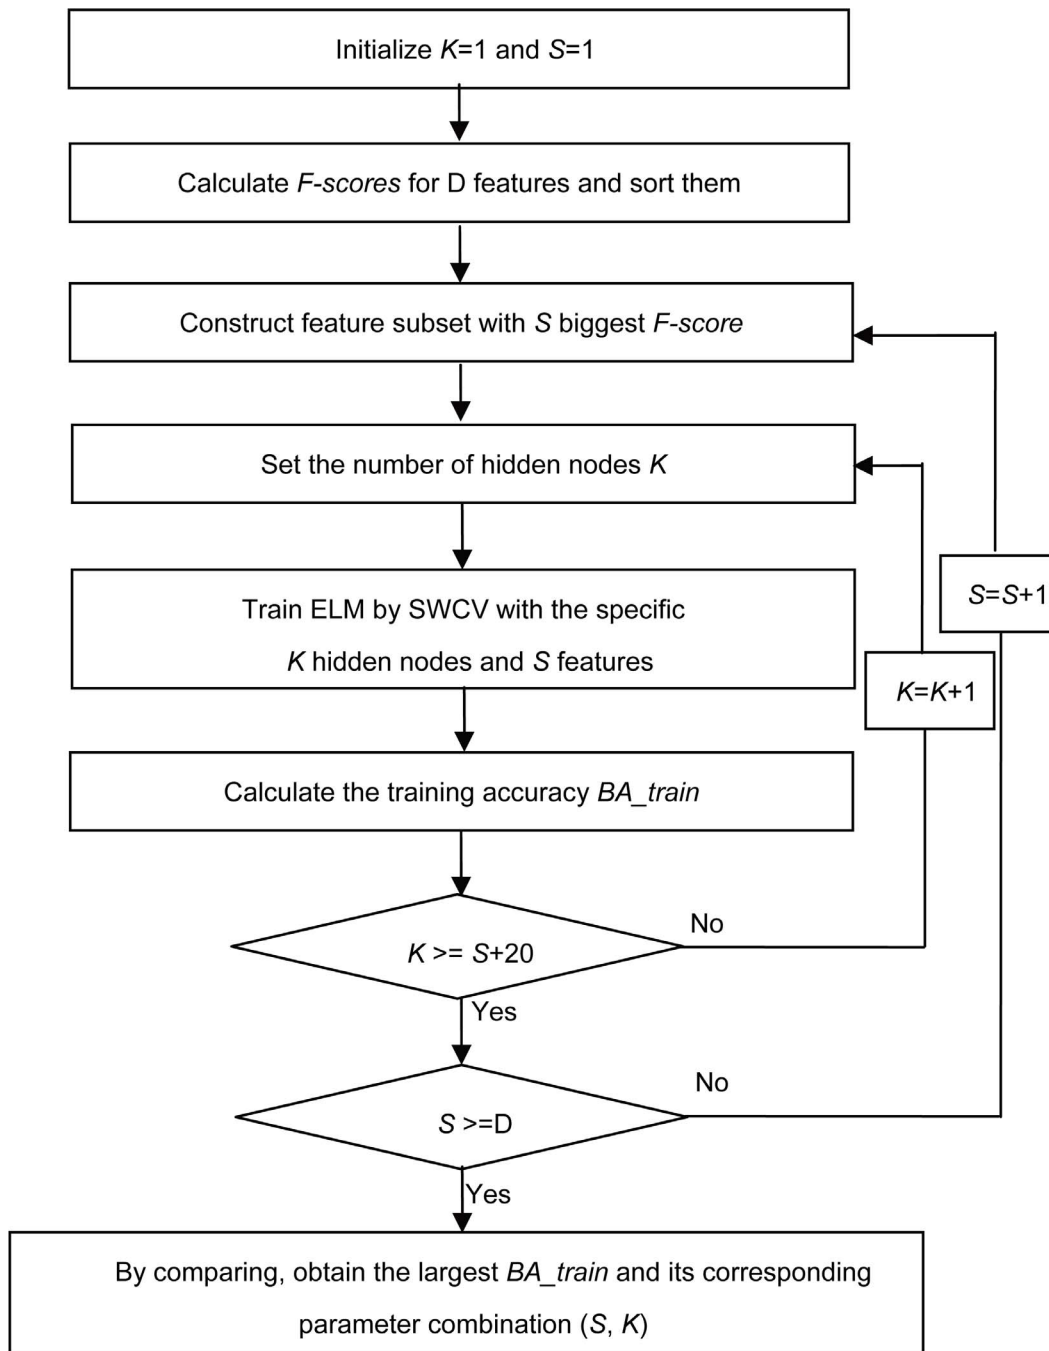 Initialize K=1 and S=1
Calculate F-scores for D features and sort them
Construct feature subset with S biggest F-score
Set the number of hidden nodes K
Train ELM by SWCV with the specific
K hidden nodes and S features
S=S+1
K=K+1
Calculate the training accuracy BA_train
No
K >= S+20
Yes
No
S >=D
Yes
By comparing, obtain the largest BA_train and its corresponding
parameter combination (S, K)